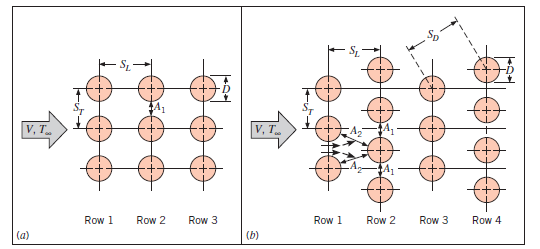 S_L
D
S_T
A_1
V, T_∞
Row 1 Row 2 Row 3
(a)
S_D
S_L
D
S_T
A_2 A_1
V, T_∞
A_2 A_1
Row 1 Row 2 Row 3 Row 4
(b)